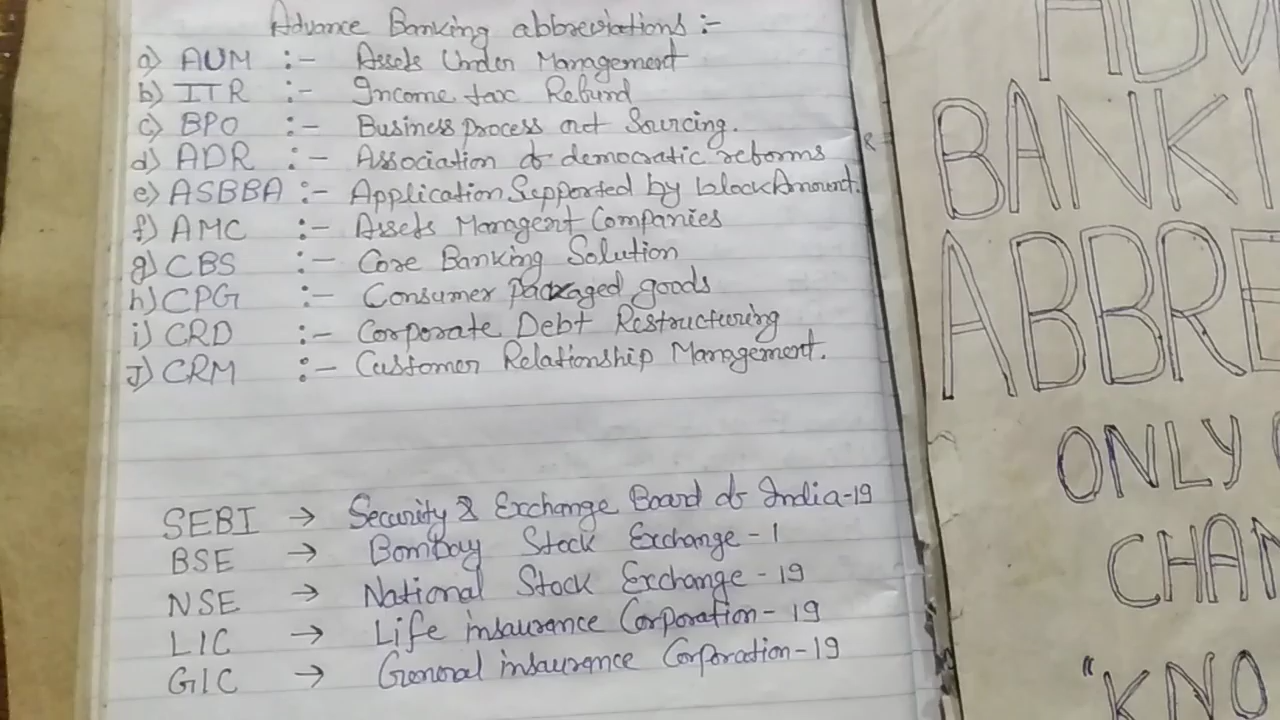 Advance Banking abbreviations :-
a) AUM :- Assets Under Management
b) ITR :- Income tax Refund
c) BPO :- Business process out Sourcing.
d) ADR :- Association of democratic reforms
e) ASBBA :- Application Supported by block Amount.
f) AMC :- Assets Managent Companies
g) CBS :- Core Banking Solution
h) CPG :- Consumer packaged goods
i) CRD :- Corporate Debt Restructuring
J) CRM :- Customer Relationship Management.
SEBI → Security & Exchange Board of India-19
BSE → Bombay Stock Exchange - 1
NSE → National Stock Exchange - 19
LIC → Life insaurance Corporation - 19
GIC → General insaurance Corporation - 19
ADV
BANKI
ABBRE
ONLY
CHAN
"KNO